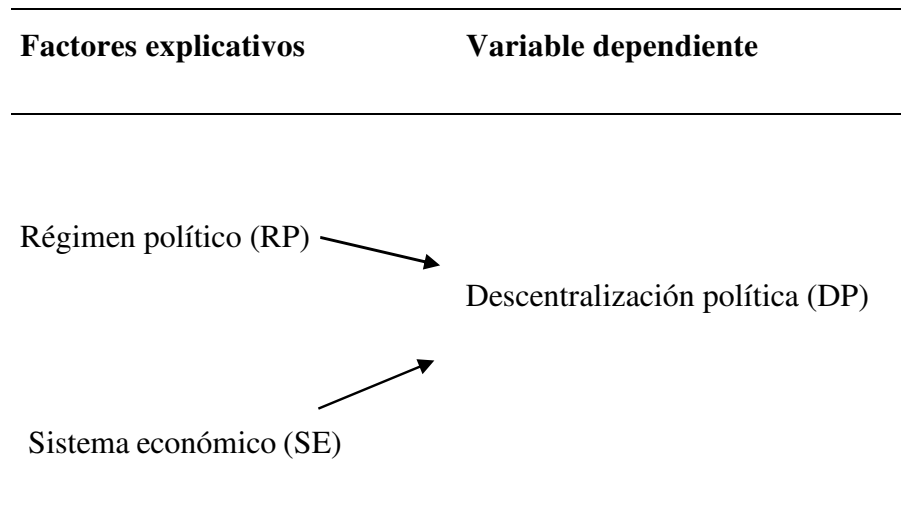 Factores explicativos
Variable dependiente
Régimen político (RP)
Descentralización política (DP)
Sistema económico (SE)